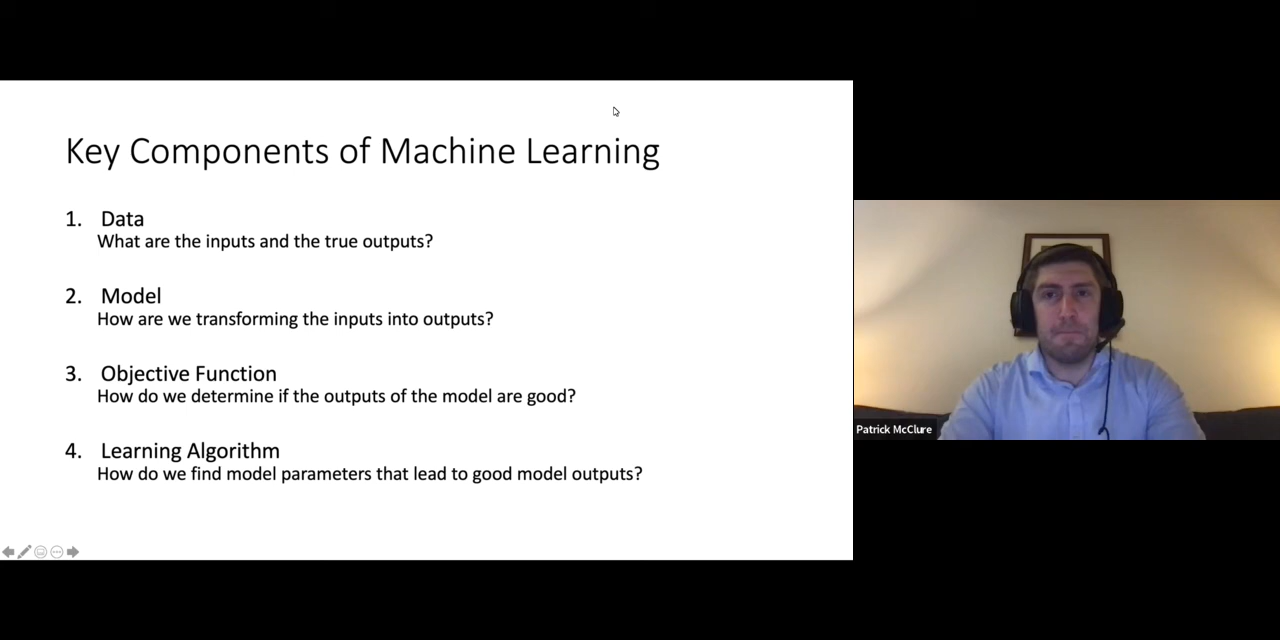 Key Components of Machine Learning
1. Data
What are the inputs and the true outputs?
2. Model
How are we transforming the inputs into outputs?
3. Objective Function
How do we determine if the outputs of the model are good?
4. Learning Algorithm
How do we find model parameters that lead to good model outputs?
Patrick McClure